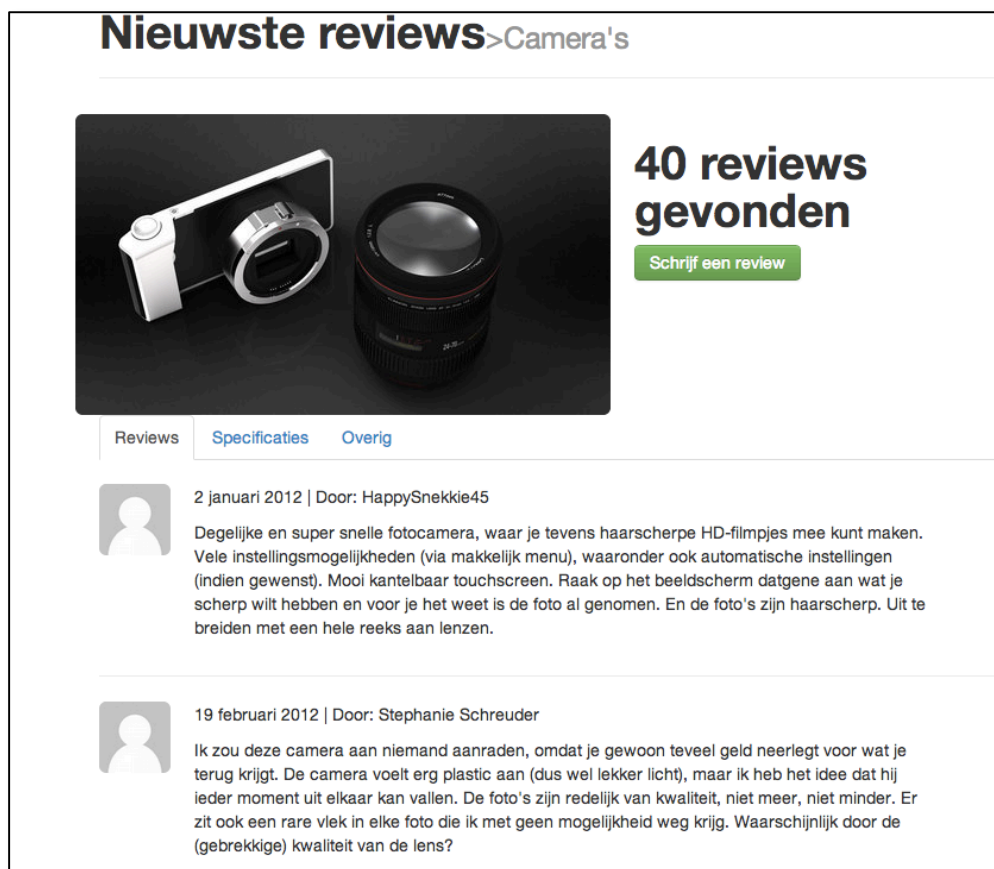 Nieuwste reviews>Camera's
40 reviews
gevonden
Schrijf een review
24-70
Reviews Specificaties Overig
2 januari 2012 | Door: HappySnekkie45
Degelijke en super snelle fotocamera, waar je tevens haarscherpe HD-filmpjes mee kunt maken.
Vele instellingsmogelijkheden (via makkelijk menu), waaronder ook automatische instellingen
(indien gewenst). Mooi kantelbaar touchscreen. Raak op het beeldscherm datgene aan wat je
scherp wilt hebben en voor je het weet is de foto al genomen. En de foto's zijn haarscherp. Uit te
breiden met een hele reeks aan lenzen.
19 februari 2012 | Door: Stephanie Schreuder
Ik zou deze camera aan niemand aanraden, omdat je gewoon teveel geld neerlegt voor wat je
terug krijgt. De camera voelt erg plastic aan (dus wel lekker licht), maar ik heb het idee dat hij
ieder moment uit elkaar kan vallen. De foto's zijn redelijk van kwaliteit, niet meer, niet minder. Er
zit ook een rare vlek in elke foto die ik met geen mogelijkheid weg krijg. Waarschijnlijk door de
(gebrekkige) kwaliteit van de lens?